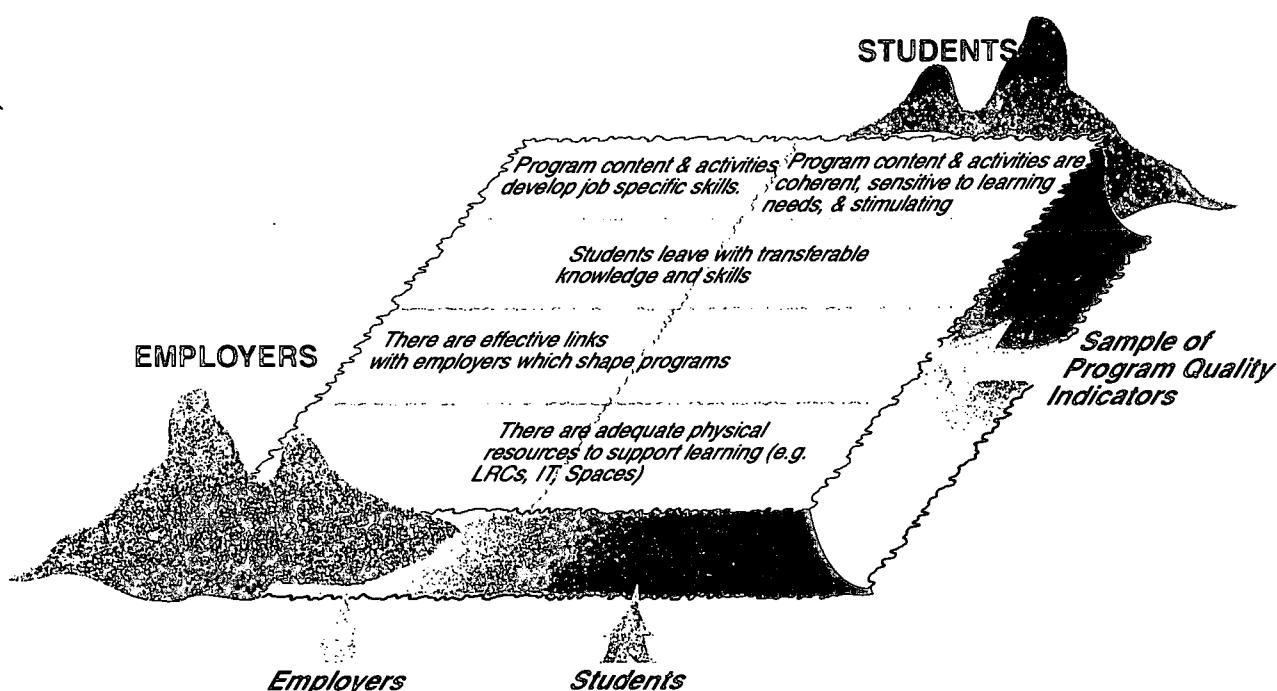 STUDENTS
Program content & activities
develop job specific skills.
Program content & activities are
coherent, sensitive to learning
needs, & stimulating
Students leave with transferable
knowledge and skills
EMPLOYERS
There are effective links
with employers which shape programs
Sample of
Program Quality
Indicators
There are adequate physical
resources to support learning (e.g.
LRCs, IT, Spaces)
Employers
Students